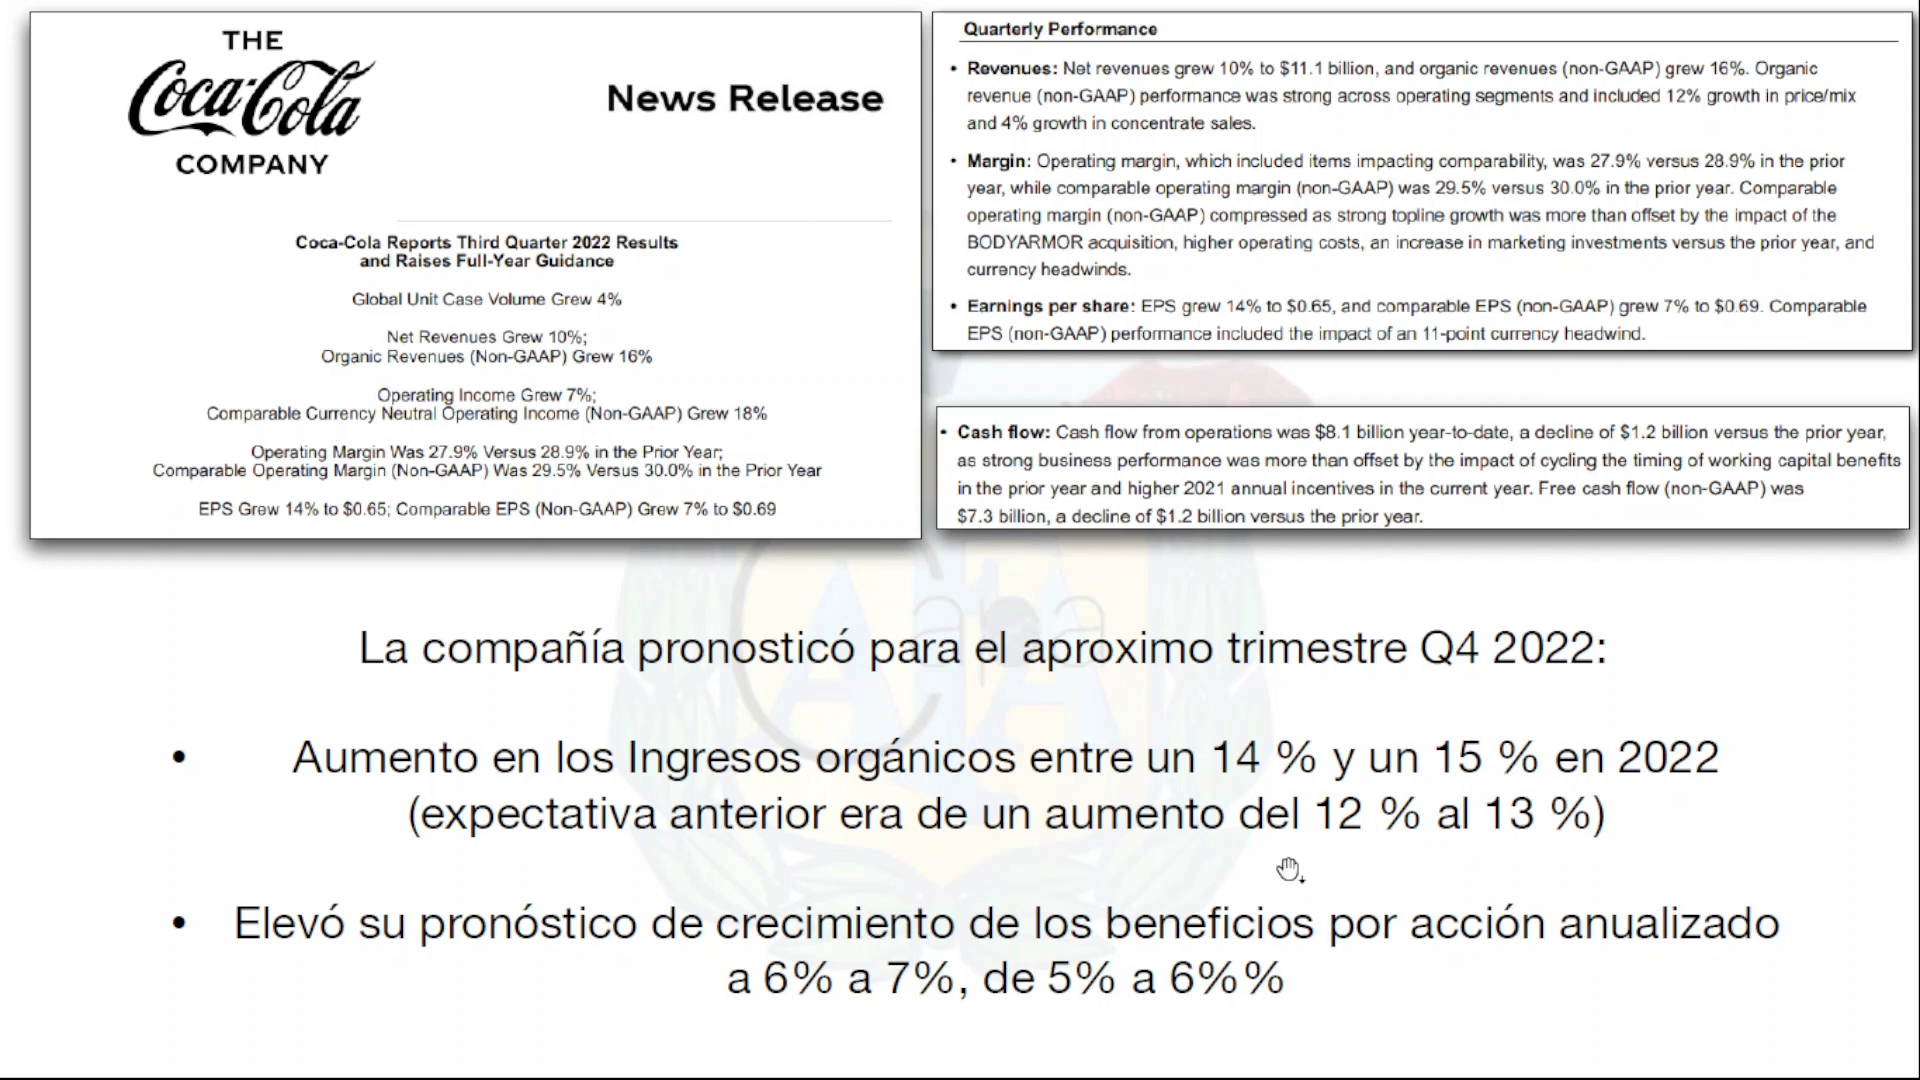 THE
Coca-Cola
COMPANY
News Release
Coca-Cola Reports Third Quarter 2022 Results
and Raises Full-Year Guidance
Global Unit Case Volume Grew 4%
Net Revenues Grew 10%;
Organic Revenues (Non-GAAP) Grew 16%
Operating Income Grew 7%;
Comparable Currency Neutral Operating Income (Non-GAAP) Grew 18%
Operating Margin Was 27.9% Versus 28.9% in the Prior Year;
Comparable Operating Margin (Non-GAAP) Was 29.5% Versus 30.0% in the Prior Year
EPS Grew 14% to $0.65; Comparable EPS (Non-GAAP) Grew 7% to $0.69
Quarterly Performance
• Revenues: Net revenues grew 10% to $11.1 billion, and organic revenues (non-GAAP) grew 16%. Organic
revenue (non-GAAP) performance was strong across operating segments and included 12% growth in price/mix
and 4% growth in concentrate sales.
• Margin: Operating margin, which included items impacting comparability, was 27.9% versus 28.9% in the prior
year, while comparable operating margin (non-GAAP) was 29.5% versus 30.0% in the prior year. Comparable
operating margin (non-GAAP) compressed as strong topline growth was more than offset by the impact of the
BODYARMOR acquisition, higher operating costs, an increase in marketing investments versus the prior year, and
currency headwinds.
• Earnings per share: EPS grew 14% to $0.65, and comparable EPS (non-GAAP) grew 7% to $0.69. Comparable
EPS (non-GAAP) performance included the impact of an 11-point currency headwind.
• Cash flow: Cash flow from operations was $8.1 billion year-to-date, a decline of $1.2 billion versus the prior year,
as strong business performance was more than offset by the impact of cycling the timing of working capital benefits
in the prior year and higher 2021 annual incentives in the current year. Free cash flow (non-GAAP) was
$7.3 billion, a decline of $1.2 billion versus the prior year.
La compañía pronosticó para el aproximo trimestre Q4 2022:
• Aumento en los Ingresos orgánicos entre un 14 % y un 15 % en 2022
(expectativa anterior era de un aumento del 12 % al 13 %)
• Elevó su pronóstico de crecimiento de los beneficios por acción anualizado
a 6% a 7%, de 5% a 6%%